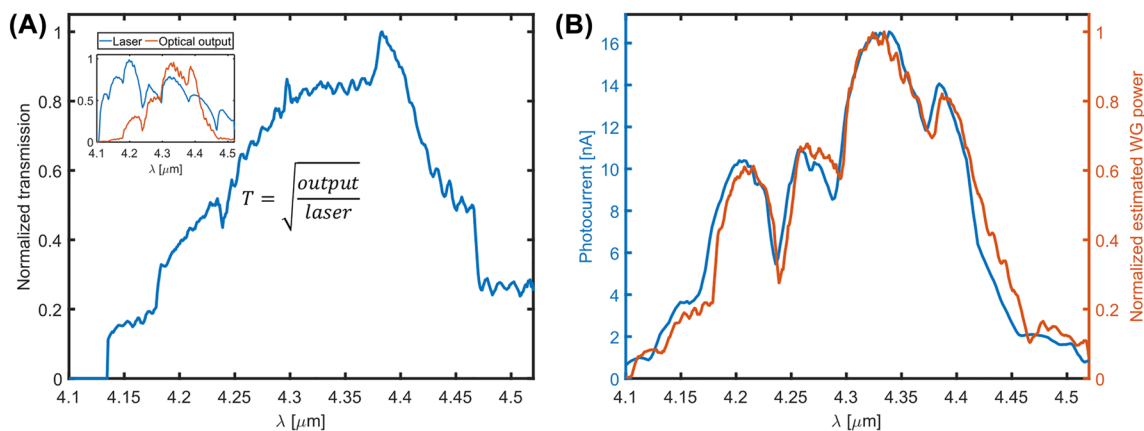 (A)
Normalized transmission
1
0.8
0.6
0.4
0.2
0
4.1 4.15 4.2 4.25 4.3 4.35 4.4 4.45 4.5
λ [μm]
Laser Optical output
1
0.5
0
4.1 4.2 4.3 4.4 4.5
λ [μm]
T = √(output/laser)
(B)
Photocurrent [nA]
16
14
12
10
8
6
4
2
0
4.1 4.15 4.2 4.25 4.3 4.35 4.4 4.45 4.5
λ [μm]
1
0.8
0.6
0.4
0.2
0
Normalized estimated WG power